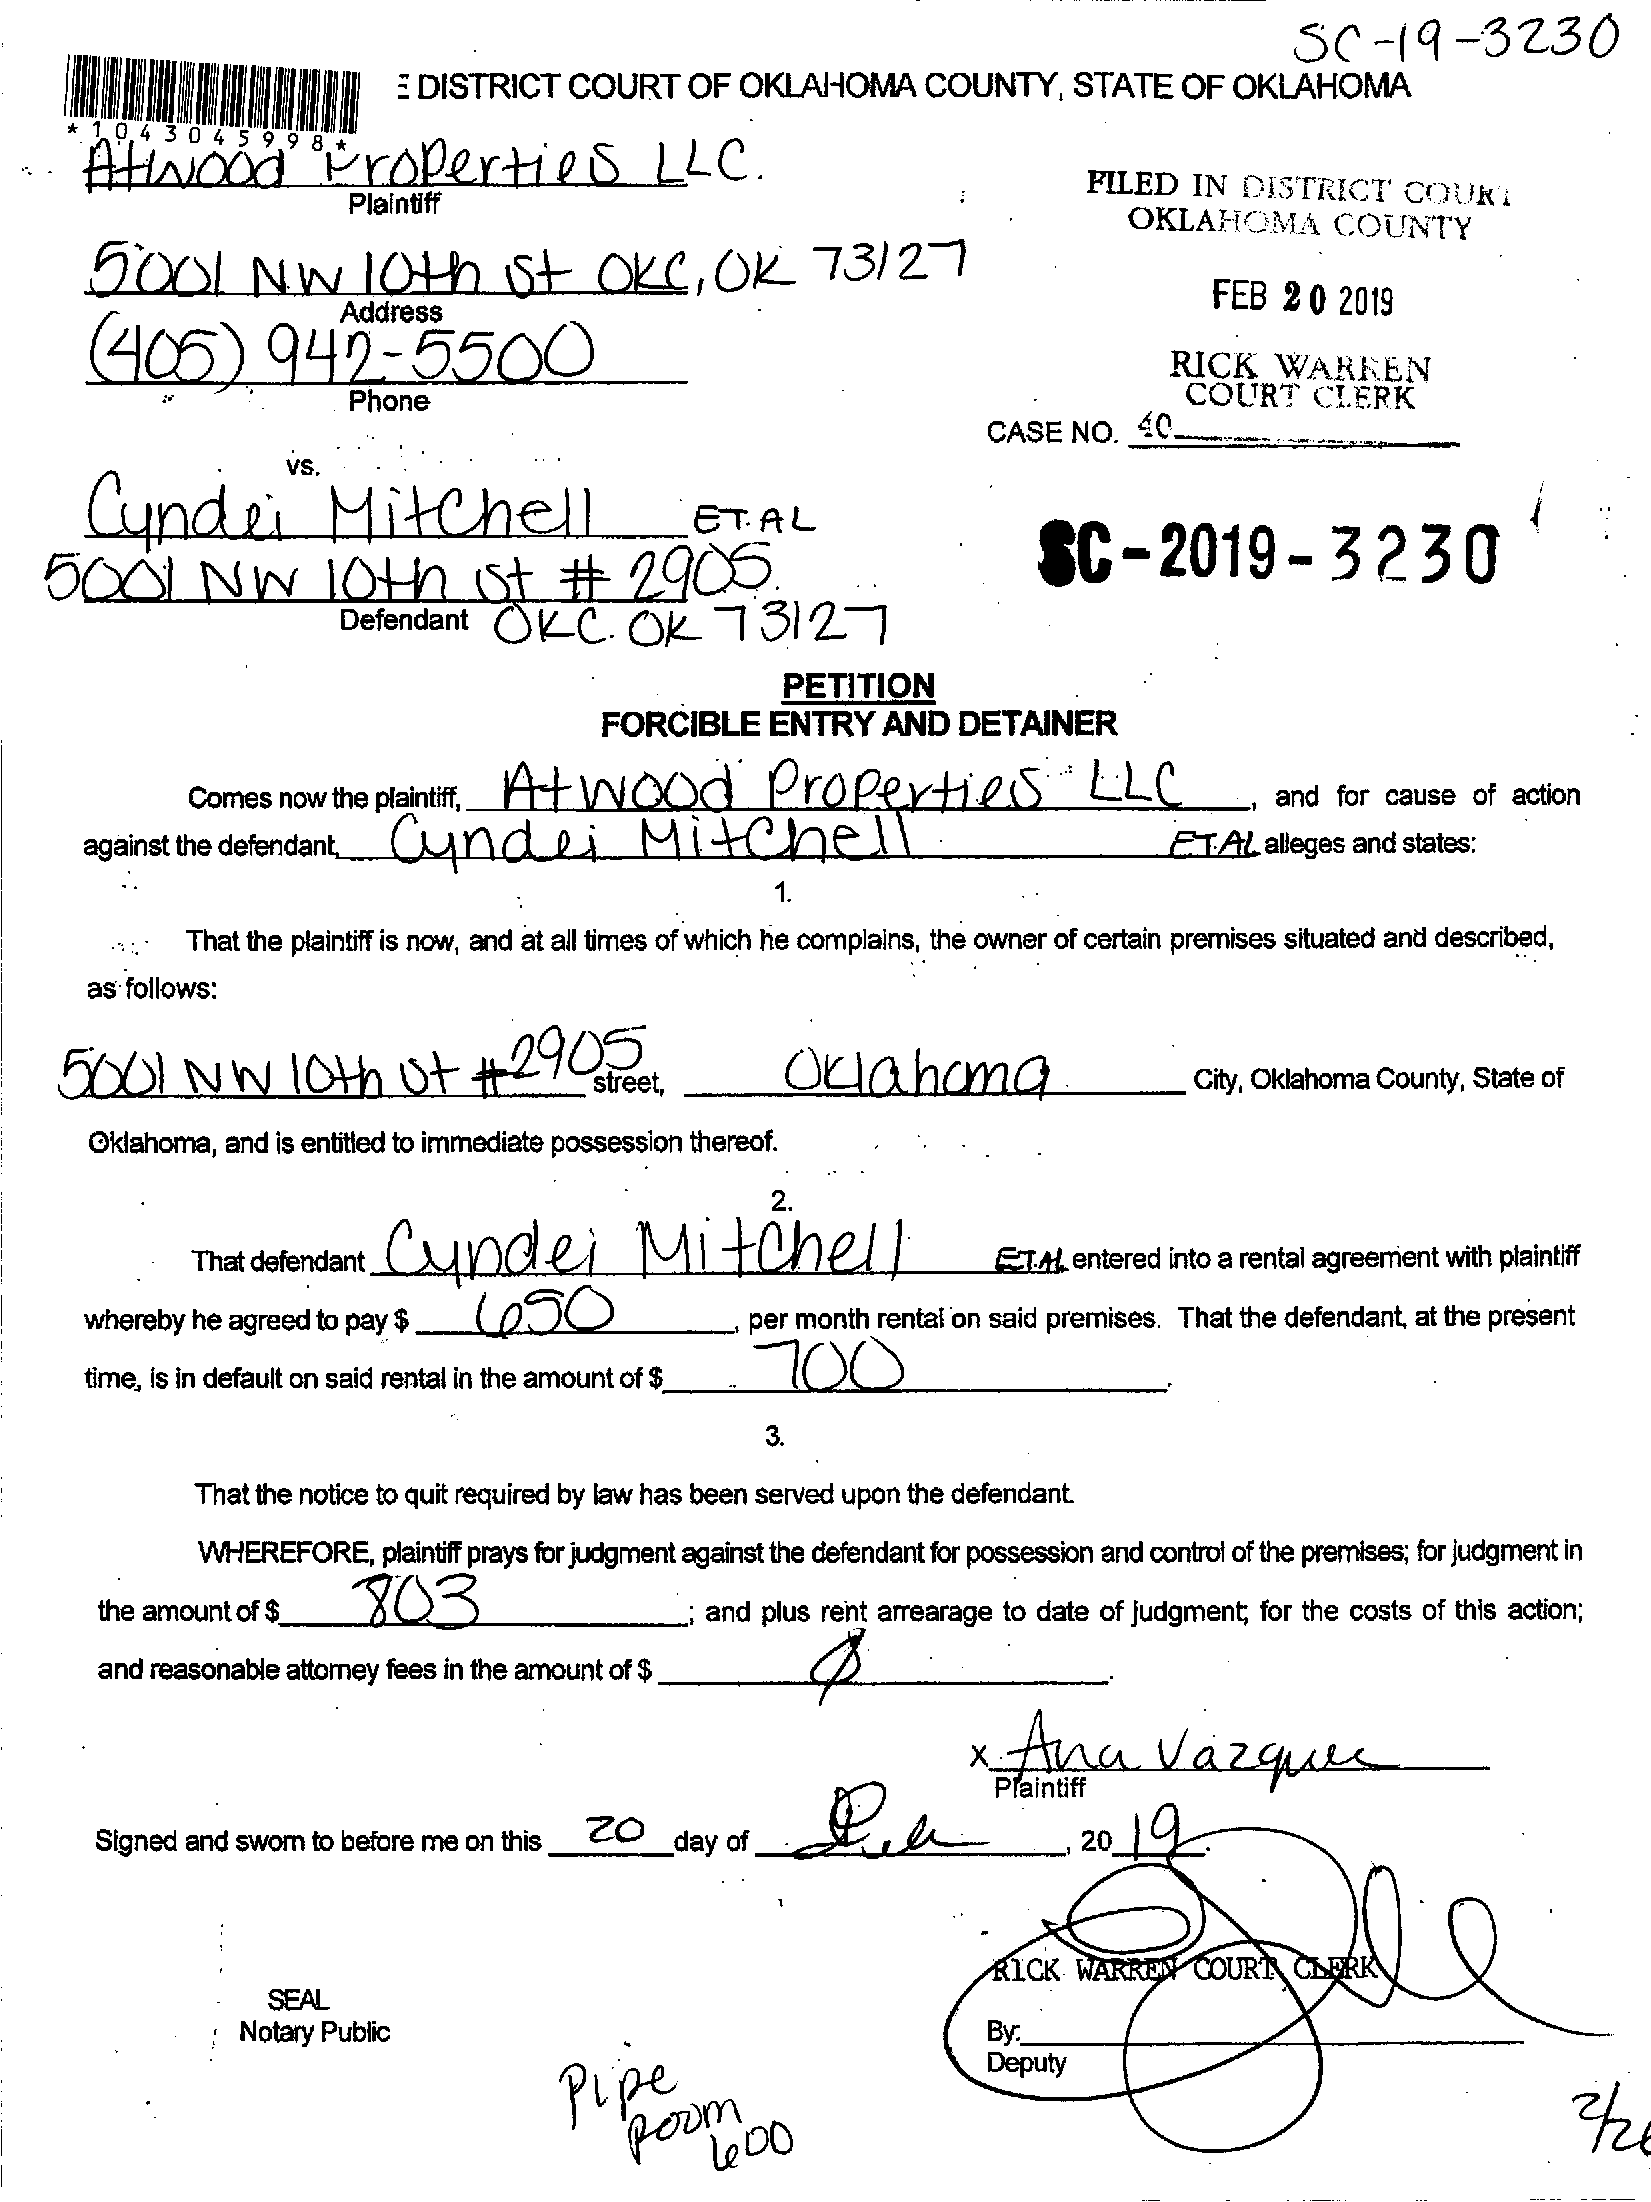 SC-19-3230
E DISTRICT COURT OF OKLAHOMA COUNTY, STATE OF OKLAHOMA
*1043045998*
Atwood Properties LLC.
Plaintiff
FILED IN DISTRICT COURT
OKLAHOMA COUNTY
5001 NW 10th St OKC, OK 73127
Address
FEB 20 2019
(405) 942-5500
Phone
RICK WARREN
COURT CLERK
CASE NO. 40
vs.
Cyndei Mitchell ET.AL
SC-2019-3230
5001 NW 10th St # 2905
Defendant OKC. OK 73127
PETITION
FORCIBLE ENTRY AND DETAINER
Comes now the plaintiff, Atwood Properties LLC, and for cause of action
against the defendant, Cyndei Mitchell ET.AL alleges and states:
1.
That the plaintiff is now, and at all times of which he complains, the owner of certain premises situated and described,
as follows:
5001 NW 10th St #2905 street, Oklahoma City, Oklahoma County, State of
Oklahoma, and is entitled to immediate possession thereof.
2.
That defendant Cyndei Mitchell ET.AL entered into a rental agreement with plaintiff
whereby he agreed to pay $ 650, per month rental on said premises. That the defendant, at the present
time, is in default on said rental in the amount of $ 700.
3.
That the notice to quit required by law has been served upon the defendant.
WHEREFORE, plaintiff prays for judgment against the defendant for possession and control of the premises; for judgment in
the amount of $ 803; and plus rent arrearage to date of judgment; for the costs of this action;
and reasonable attorney fees in the amount of $ Ø.
x Ana Vazquez
Plaintiff
Signed and sworn to before me on this 20 day of Feb, 2019.
RICK WARREN COURT CLERK
SEAL
Notary Public
By:
Deputy
Pipe
Room
600